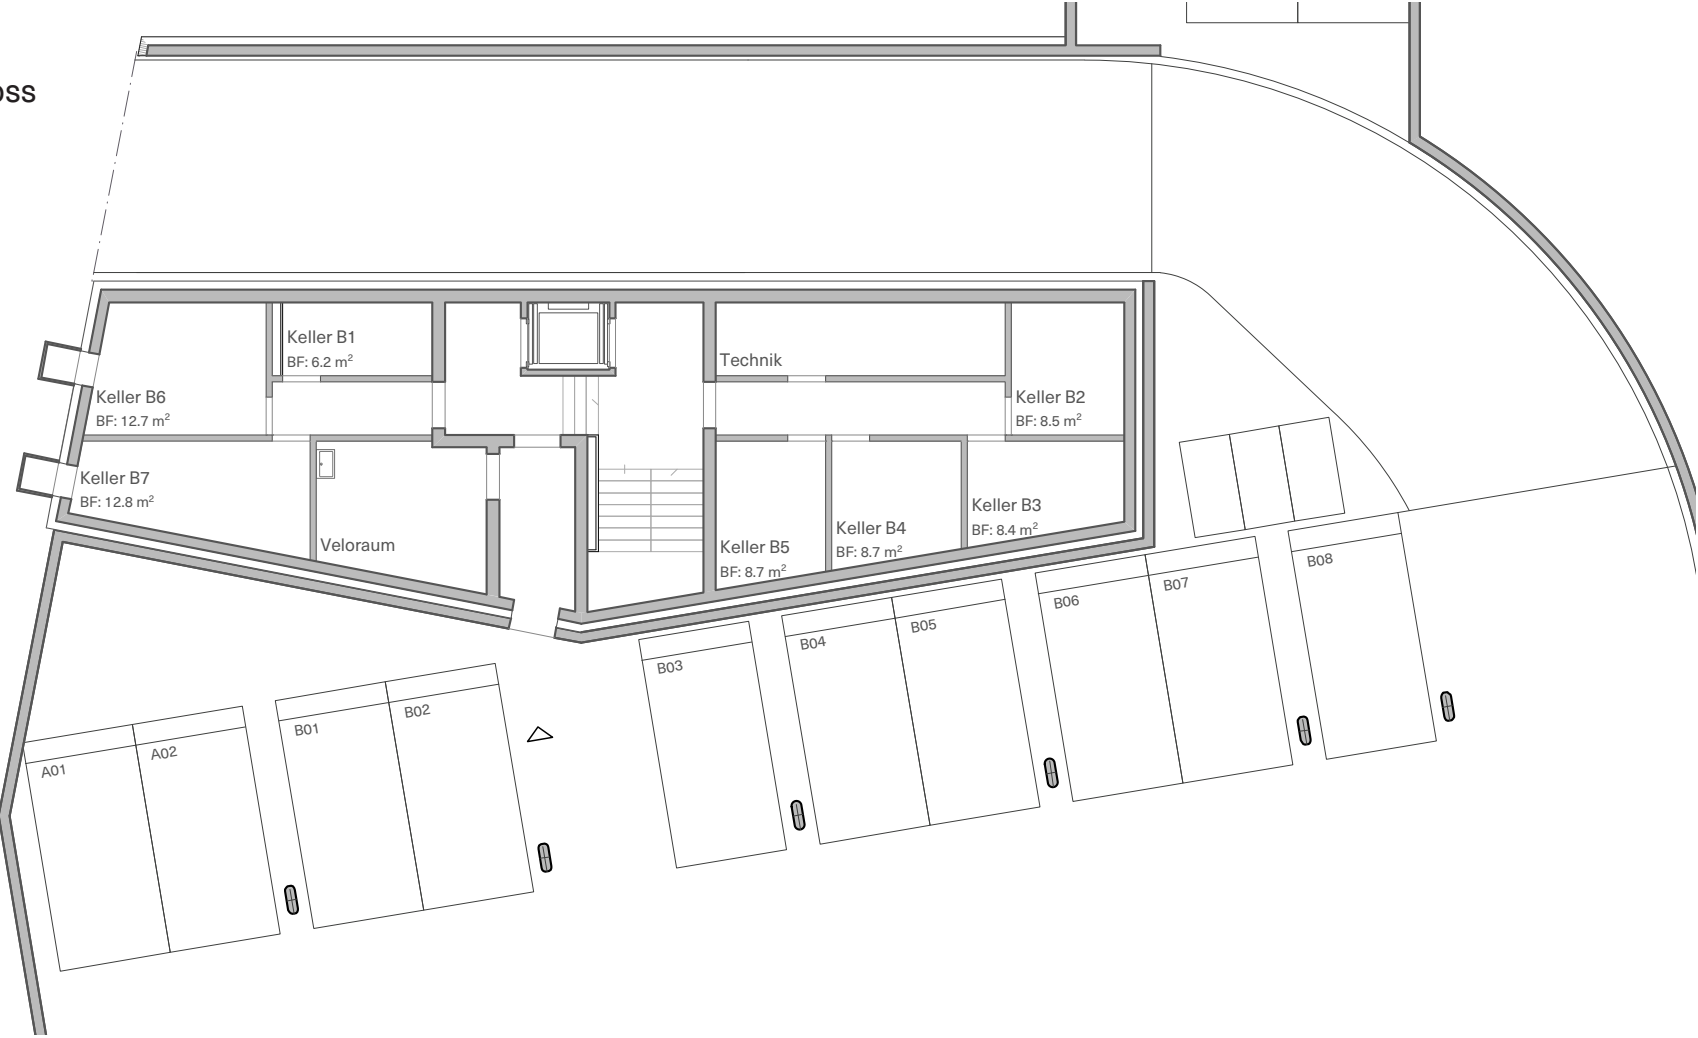 oss
Keller B1
BF: 6.2 m²
Technik
Keller B6
BF: 12.7 m²
Keller B2
BF: 8.5 m²
Keller B7
BF: 12.8 m²
Veloraum
Keller B5
BF: 8.7 m²
Keller B4
BF: 8.7 m²
Keller B3
BF: 8.4 m²
A01
A02
B01
B02
B03
B04
B05
B06
B07
B08